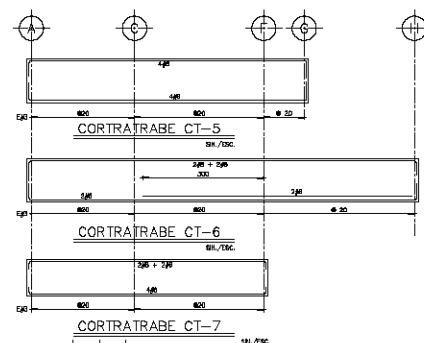 A C F G H
4#8
4#8
E#3 @20 @20 @ 20
CORTRATRABE CT-5
SIN./ESC.
2#8 + 2#8
300
2#8 2#8
E#3 @20 @20 @ 20
CORTRATRABE CT-6
SIN./ESC.
2#8 + 2#8
4#8
E#3 @20 @20
CORTRATRABE CT-7
SIN./ESC.